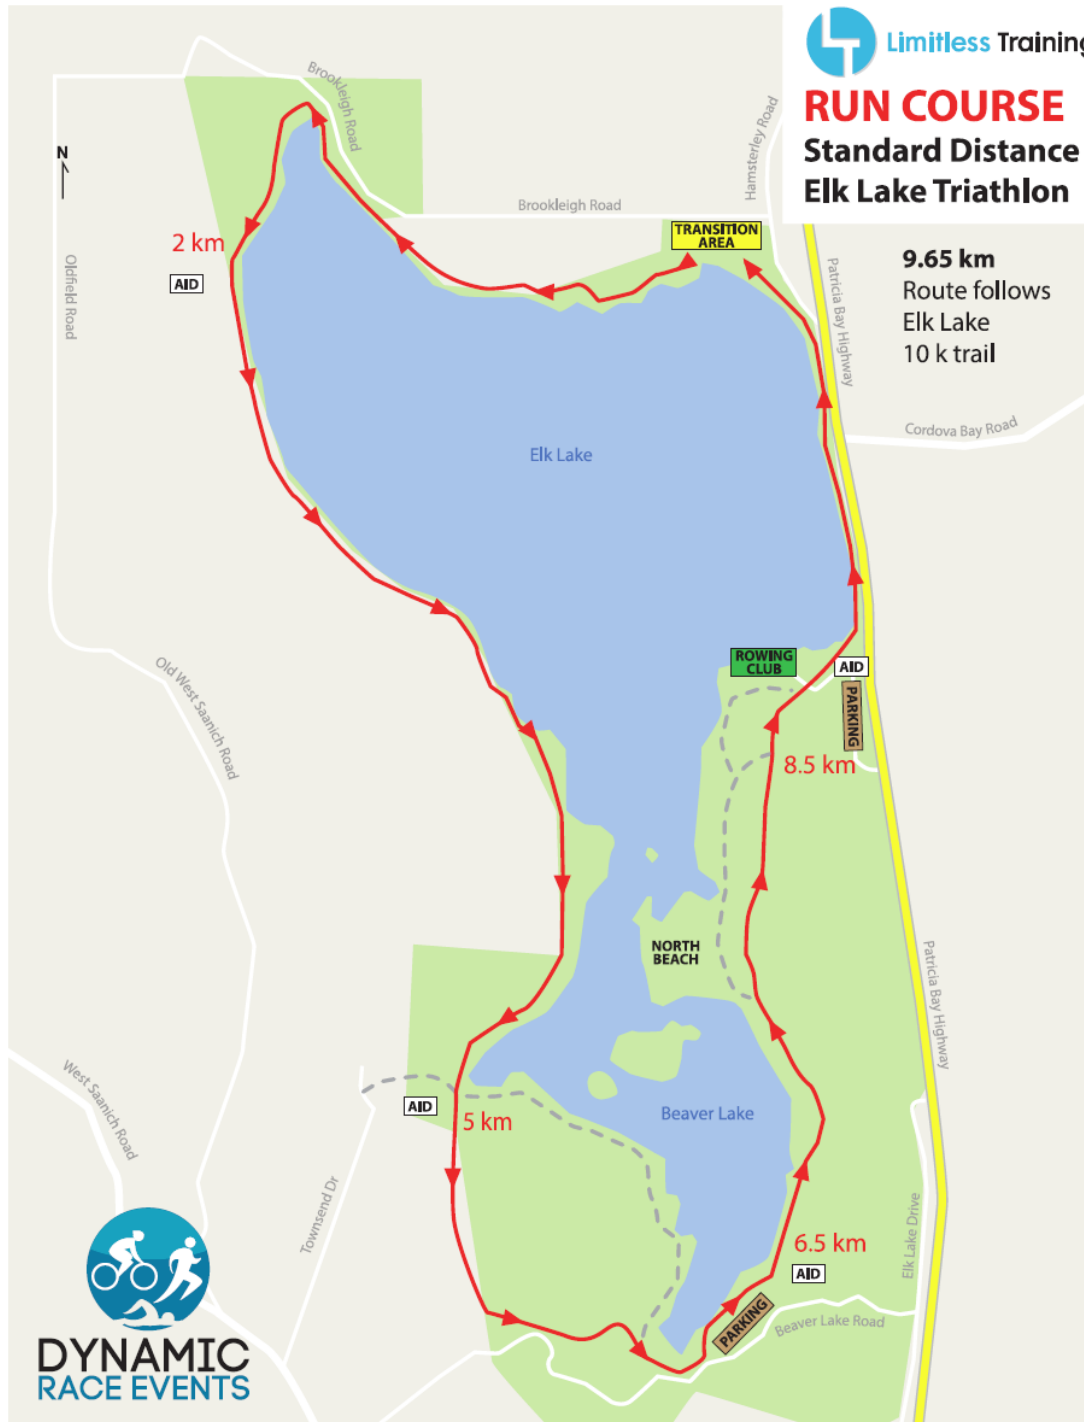 Limitless Training
RUN COURSE
Standard Distance
Elk Lake Triathlon
9.65 km
Route follows
Elk Lake
10 k trail
N
Brookleigh Road
Hamsterley Road
Brookleigh Road
TRANSITION
AREA
2 km
AID
Oldfield Road
Patricia Bay Highway
Cordova Bay Road
Elk Lake
ROWING
CLUB
AID
PARKING
Old West Saanich Road
8.5 km
NORTH
BEACH
Patricia Bay Highway
West Saanich Road
AID
5 km
Beaver Lake
Townsend Dr
Elk Lake Drive
6.5 km
AID
PARKING
Beaver Lake Road
DYNAMIC
RACE EVENTS